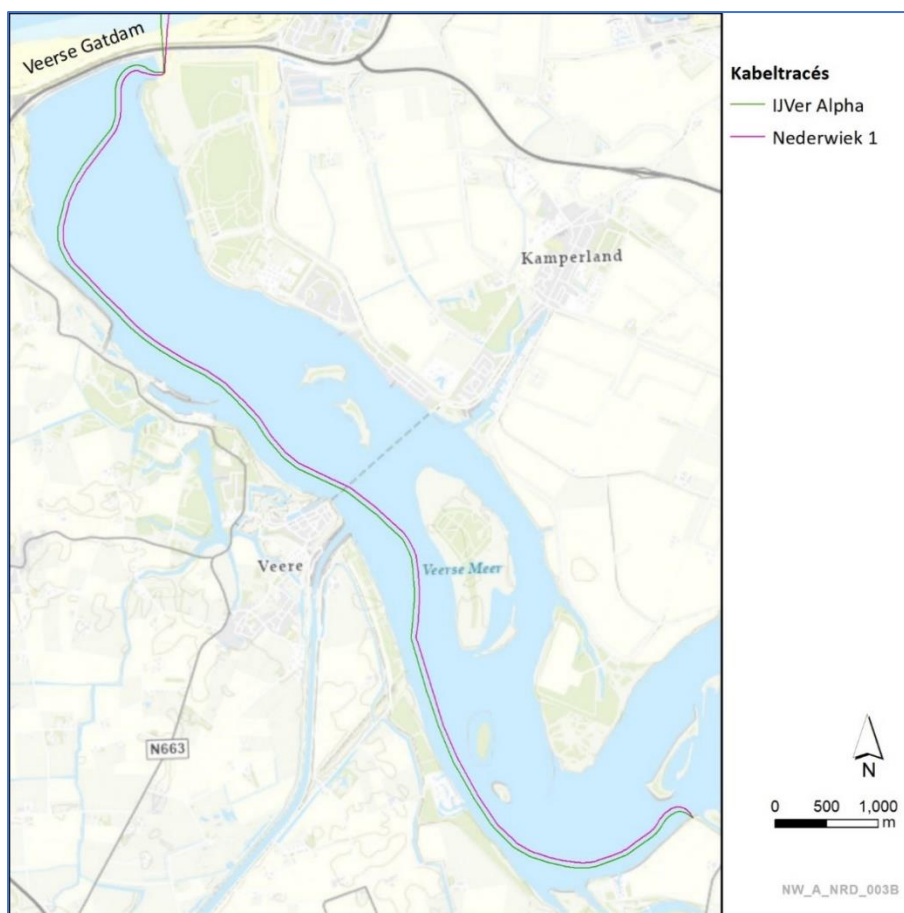 Veerse Gatdam
Kamperland
Veere
Veerse Meer
N663
Kabeltracés
IJVer Alpha
Nederwiek 1
N
0 500 1,000
m
NW_A_NRD_003B